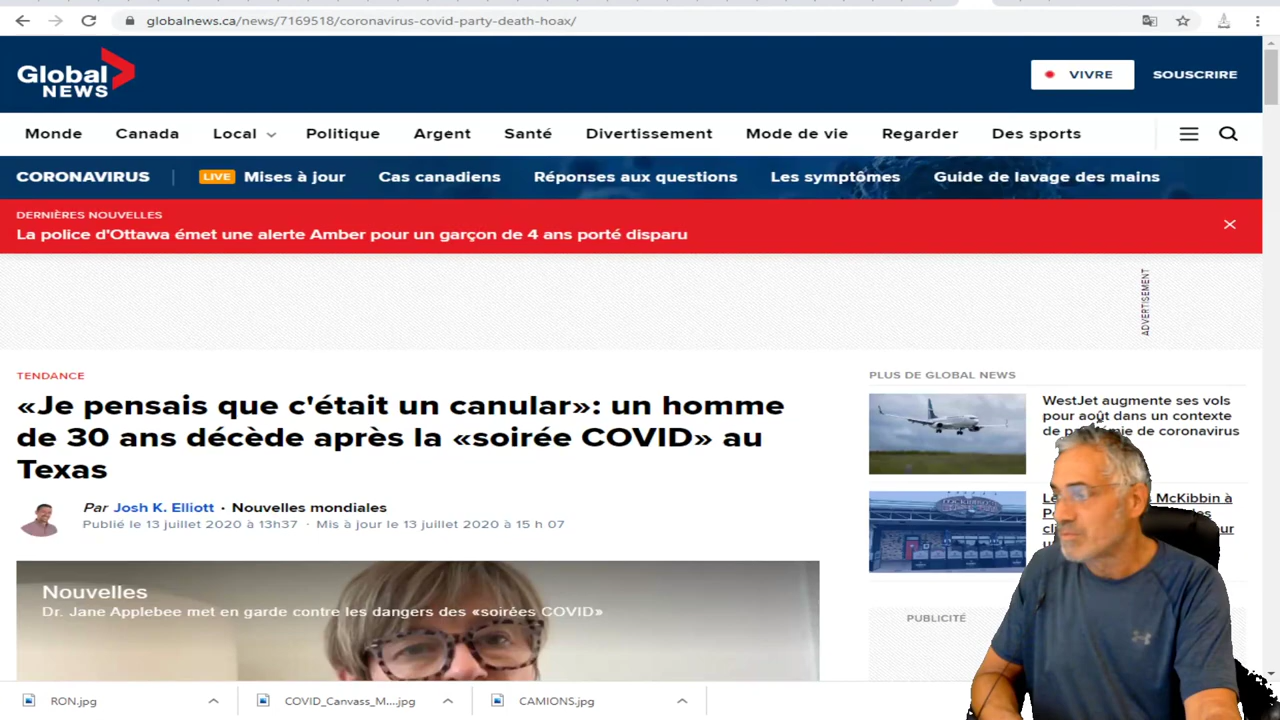 globalnews.ca/news/7169518/coronavirus-covid-party-death-hoax/
Global
NEWS
VIVRE
SOUSCRIRE
Monde
Canada
Local
Politique
Argent
Santé
Divertissement
Mode de vie
Regarder
Des sports
CORONAVIRUS
LIVE
Mises à jour
Cas canadiens
Réponses aux questions
Les symptômes
Guide de lavage des mains
DERNIÈRES NOUVELLES
La police d'Ottawa émet une alerte Amber pour un garçon de 4 ans porté disparu
ADVERTISEMENT
TENDANCE
«Je pensais que c'était un canular»: un homme
de 30 ans décède après la «soirée COVID» au
Texas
Par Josh K. Elliott · Nouvelles mondiales
Publié le 13 juillet 2020 à 13h37 · Mis à jour le 13 juillet 2020 à 15 h 07
Nouvelles
Dr. Jane Applebee met en garde contre les dangers des «soirées COVID»
PLUS DE GLOBAL NEWS
WestJet augmente ses vols
pour août dans un contexte
de de coronavirus
McKibbin à
PUBLICITÉ
RON.jpg
COVID_Canvass_M....jpg
CAMIONS.jpg